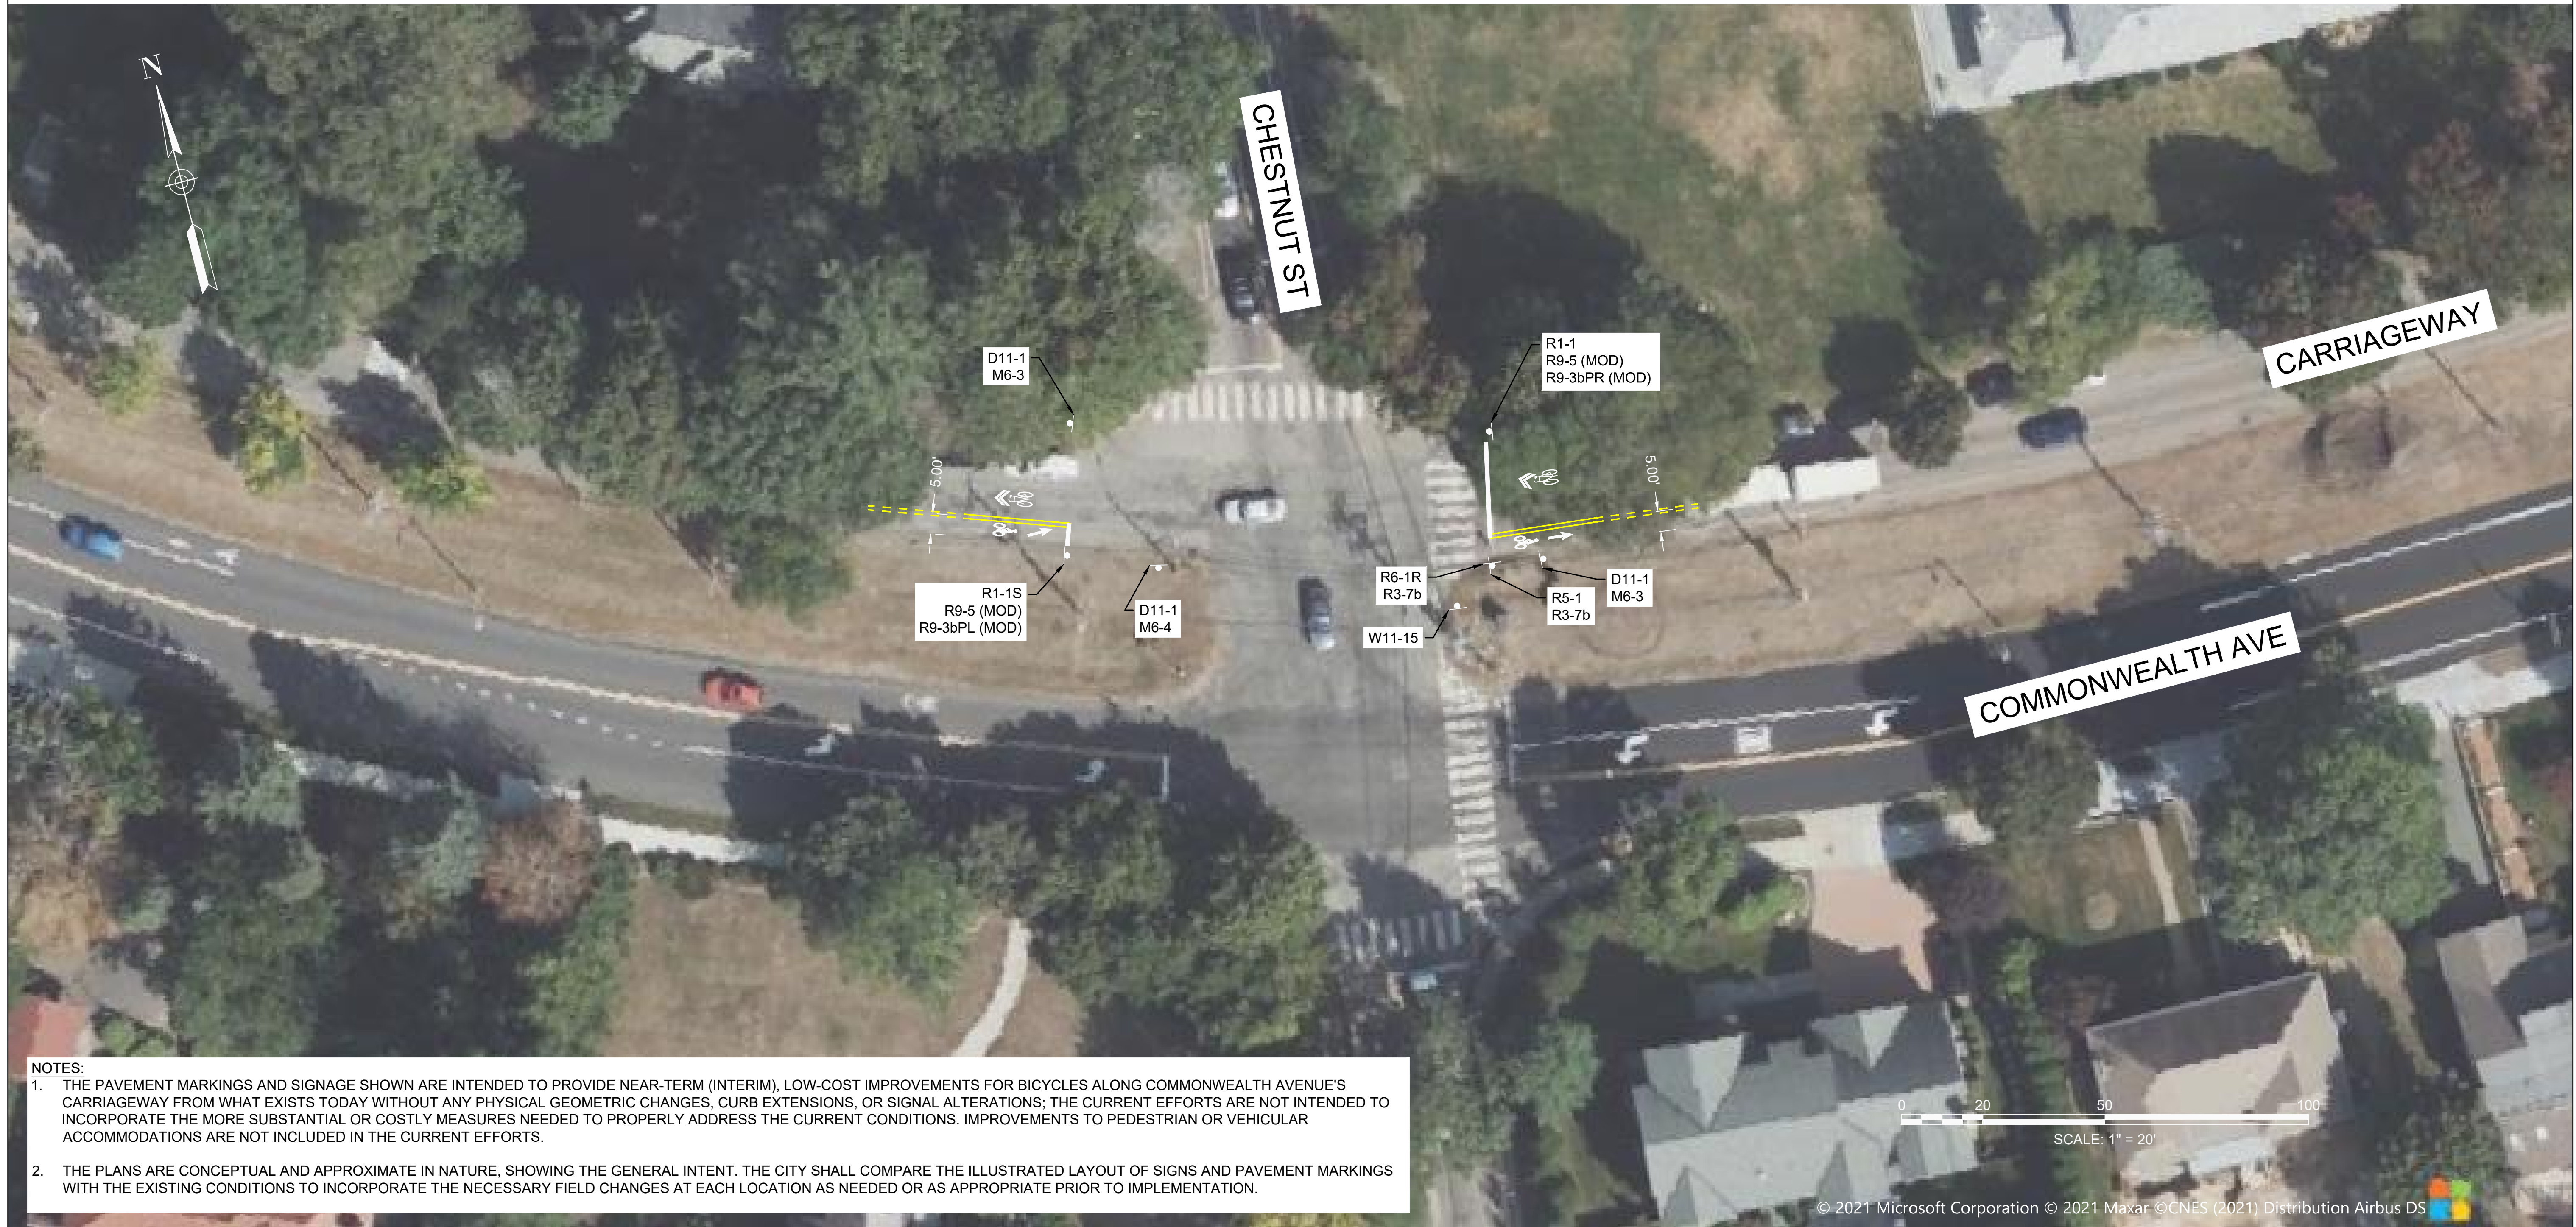 N
CHESTNUT ST
D11-1
M6-3
R1-1
R9-5 (MOD)
R9-3bPR (MOD)
CARRIAGEWAY
5.00'
5.00'
R1-1S
R9-5 (MOD)
R9-3bPL (MOD)
D11-1
M6-4
R6-1R
R3-7b
W11-15
R5-1
R3-7b
D11-1
M6-3
COMMONWEALTH AVE
NOTES:
1. THE PAVEMENT MARKINGS AND SIGNAGE SHOWN ARE INTENDED TO PROVIDE NEAR-TERM (INTERIM), LOW-COST IMPROVEMENTS FOR BICYCLES ALONG COMMONWEALTH AVENUE'S
CARRIAGEWAY FROM WHAT EXISTS TODAY WITHOUT ANY PHYSICAL GEOMETRIC CHANGES, CURB EXTENSIONS, OR SIGNAL ALTERATIONS; THE CURRENT EFFORTS ARE NOT INTENDED TO
INCORPORATE THE MORE SUBSTANTIAL OR COSTLY MEASURES NEEDED TO PROPERLY ADDRESS THE CURRENT CONDITIONS. IMPROVEMENTS TO PEDESTRIAN OR VEHICULAR
ACCOMMODATIONS ARE NOT INCLUDED IN THE CURRENT EFFORTS.
2. THE PLANS ARE CONCEPTUAL AND APPROXIMATE IN NATURE, SHOWING THE GENERAL INTENT. THE CITY SHALL COMPARE THE ILLUSTRATED LAYOUT OF SIGNS AND PAVEMENT MARKINGS
WITH THE EXISTING CONDITIONS TO INCORPORATE THE NECESSARY FIELD CHANGES AT EACH LOCATION AS NEEDED OR AS APPROPRIATE PRIOR TO IMPLEMENTATION.
0 20 50 100
SCALE: 1" = 20'
© 2021 Microsoft Corporation © 2021 Maxar ©CNES (2021) Distribution Airbus DS